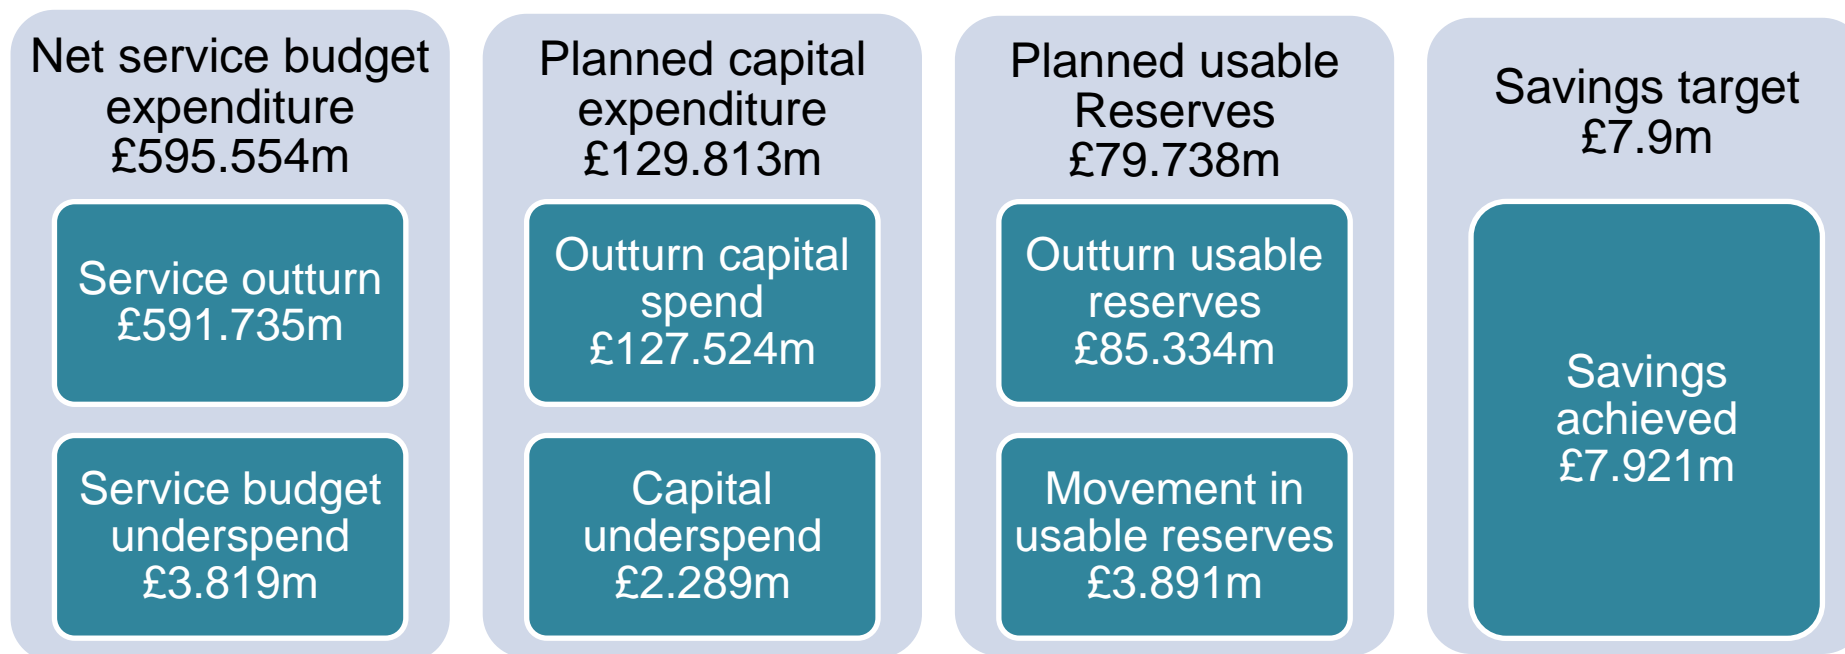 Net service budget
expenditure
£595.554m
Service outturn
£591.735m
Service budget
underspend
£3.819m
Planned capital
expenditure
£129.813m
Outturn capital
spend
£127.524m
Capital
underspend
£2.289m
Planned usable
Reserves
£79.738m
Outturn usable
reserves
£85.334m
Movement in
usable reserves
£3.891m
Savings target
£7.9m
Savings
achieved
£7.921m